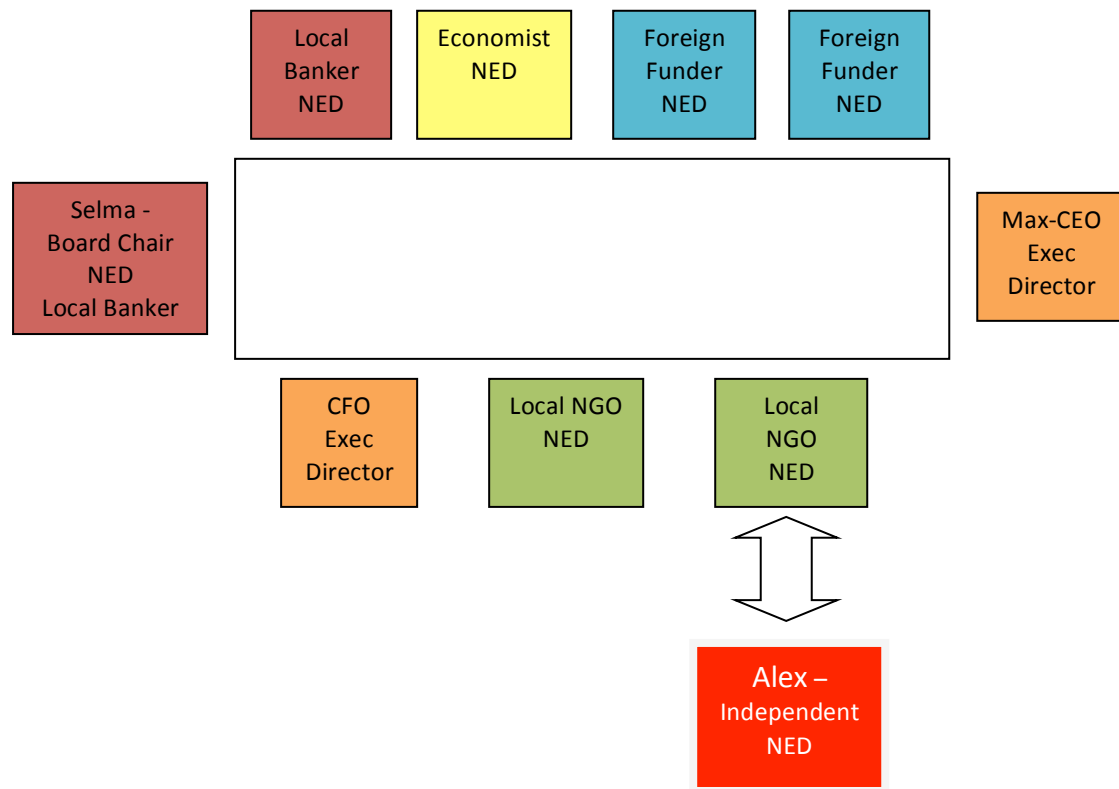 Local
Banker
NED
Economist
NED
Foreign
Funder
NED
Foreign
Funder
NED
Selma -
Board Chair
NED
Local Banker
Max-CEO
Exec
Director
CFO
Exec
Director
Local NGO
NED
Local
NGO
NED
Alex –
Independent
NED